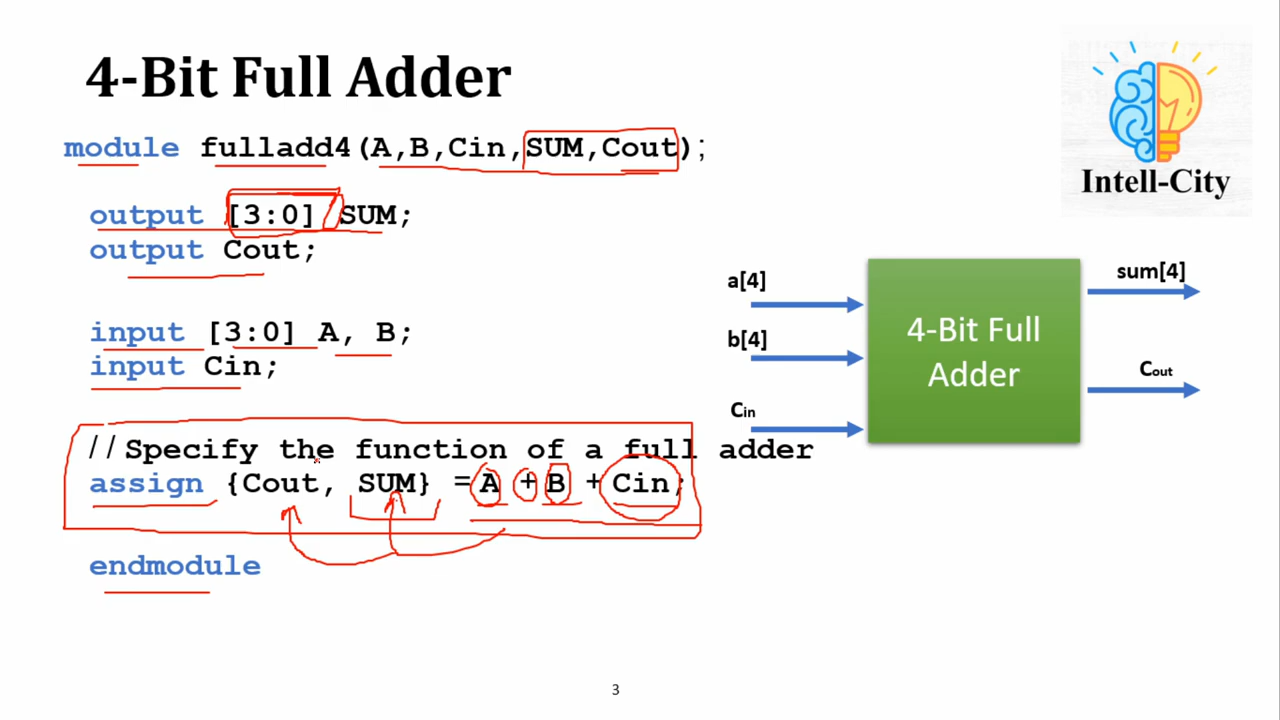 4-Bit Full Adder
module fulladd4(A,B,Cin,SUM,Cout);
output [3:0] SUM;
output Cout;
input [3:0] A, B;
input Cin;
//Specify the function of a full adder
assign {Cout, SUM} = A + B + Cin;
endmodule
Intell-City
a[4]
b[4]
Cin
4-Bit Full
Adder
sum[4]
Cout
3